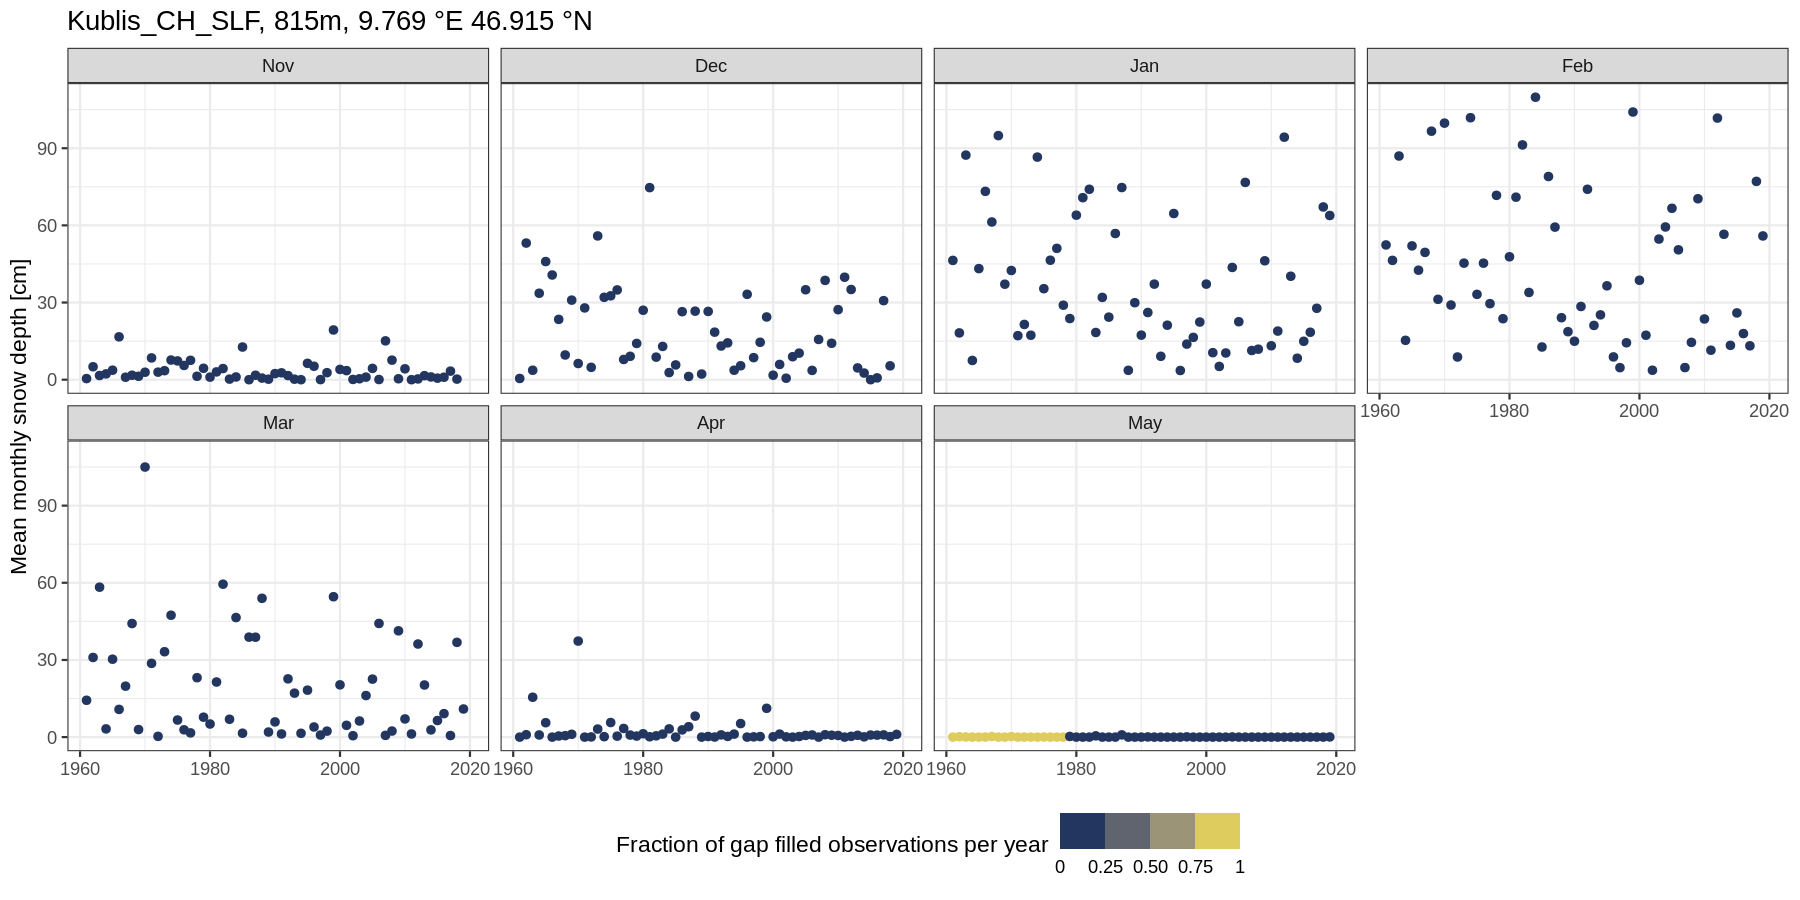 Kublis_CH_SLF, 815m, 9.769 °E 46.915 °N
Nov Dec Jan Feb
90
60
30
0
1960 1980 2000 2020
Mar Apr May
90
60
30
0
1960 1980 2000 2020 1960 1980 2000 2020 1960 1980 2000 2020
Mean monthly snow depth [cm]
Fraction of gap filled observations per year
0 0.25 0.50 0.75 1